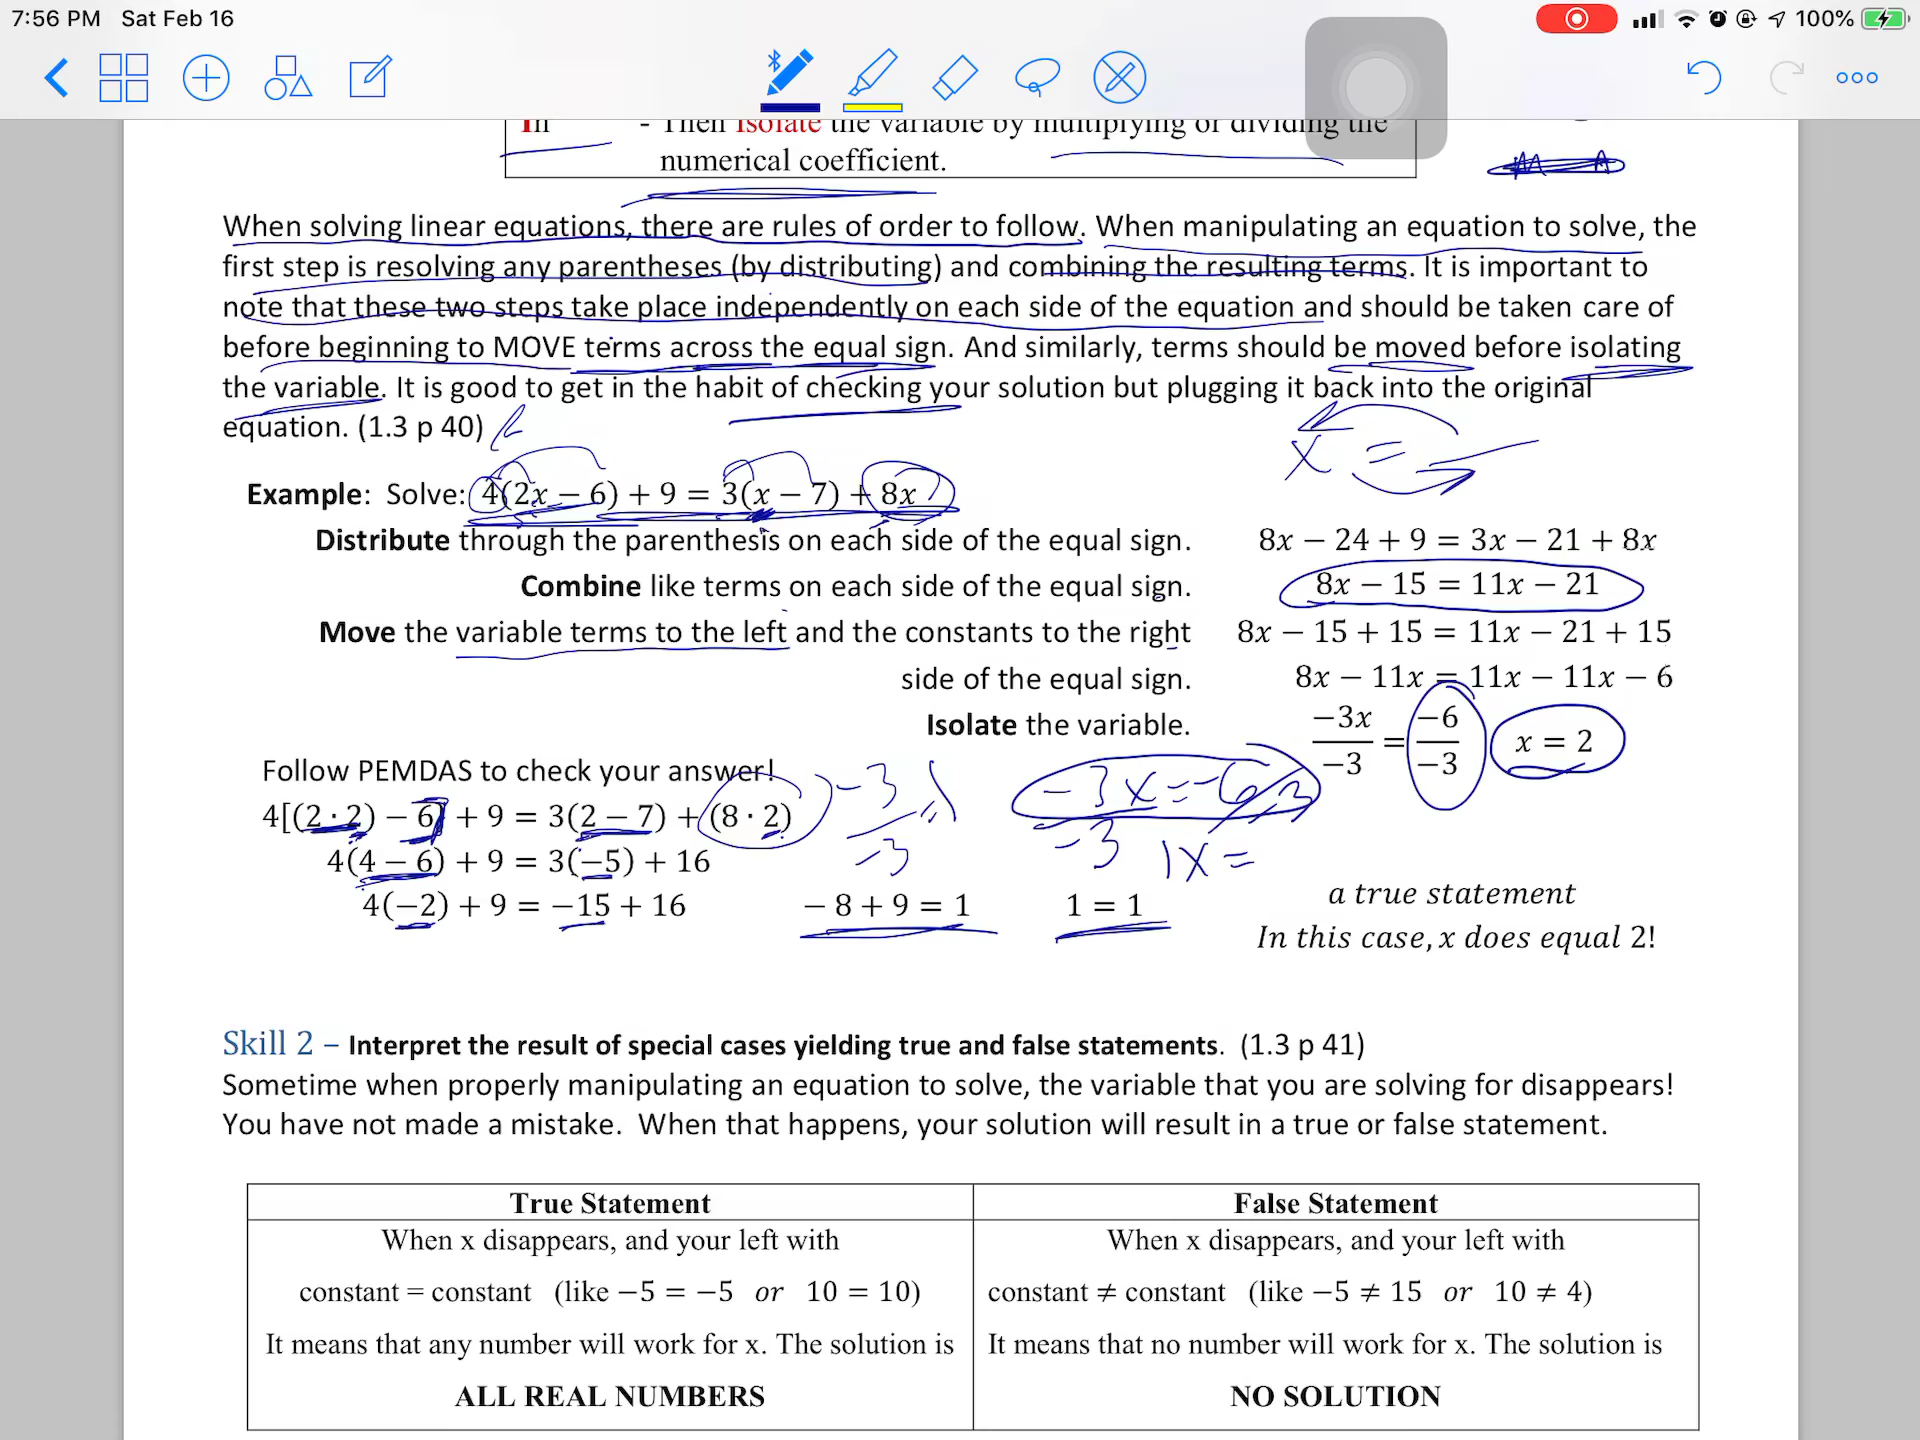 7:56 PM Sat Feb 16
100%
In - Then Isolate the variable by multiplying or dividing the
numerical coefficient.
M A
When solving linear equations, there are rules of order to follow. When manipulating an equation to solve, the
first step is resolving any parentheses (by distributing) and combining the resulting terms. It is important to
note that these two steps take place independently on each side of the equation and should be taken care of
before beginning to MOVE terms across the equal sign. And similarly, terms should be moved before isolating
the variable. It is good to get in the habit of checking your solution but plugging it back into the original
equation. (1.3 p 40)
x =
Example: Solve: 4(2x − 6) + 9 = 3(x − 7) + 8x
Distribute through the parenthesis on each side of the equal sign. 8x − 24 + 9 = 3x − 21 + 8x
Combine like terms on each side of the equal sign. 8x − 15 = 11x − 21
Move the variable terms to the left and the constants to the right 8x − 15 + 15 = 11x − 21 + 15
side of the equal sign. 8x − 11x = 11x − 11x − 6
Isolate the variable. −3x/−3 = −6/−3 x = 2
Follow PEMDAS to check your answer!
4[(2 · 2) − 6] + 9 = 3(2 − 7) + (8 · 2)
−3/−3
−3x = −6/−3
−3 1x =
4(4 − 6) + 9 = 3(−5) + 16
4(−2) + 9 = −15 + 16 − 8 + 9 = 1 1 = 1 a true statement
In this case, x does equal 2!
Skill 2 – Interpret the result of special cases yielding true and false statements. (1.3 p 41)
Sometime when properly manipulating an equation to solve, the variable that you are solving for disappears!
You have not made a mistake. When that happens, your solution will result in a true or false statement.
True Statement
When x disappears, and your left with
constant = constant (like −5 = −5 or 10 = 10)
It means that any number will work for x. The solution is
ALL REAL NUMBERS
False Statement
When x disappears, and your left with
constant ≠ constant (like −5 ≠ 15 or 10 ≠ 4)
It means that no number will work for x. The solution is
NO SOLUTION